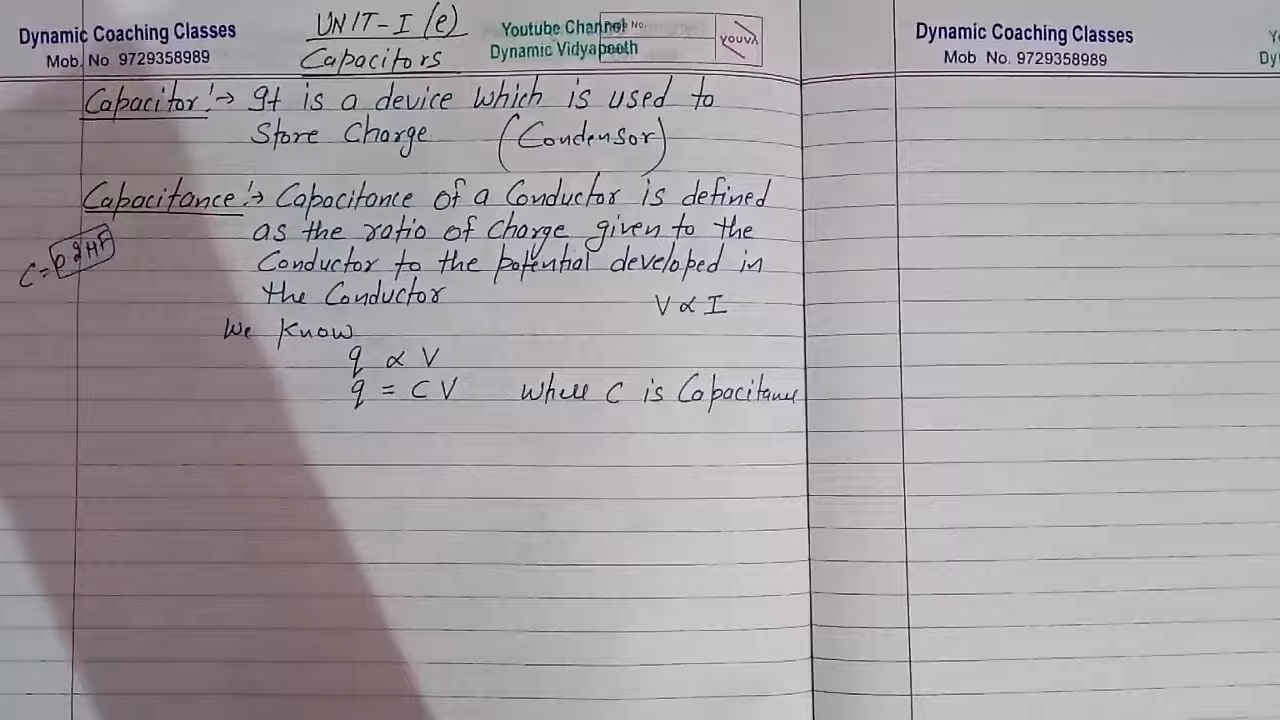 Dynamic Coaching Classes
Mob. No 9729358989
UNIT-I (e)
Capacitors
Youtube Channel
Dynamic Vidyapeeth
No.
YOUVA
Dynamic Coaching Classes
Mob No. 9729358989
Y
Dy
Capacitor :→ It is a device which is used to
Store Charge (Condensor)
Capacitance :→ Capacitance of a Conductor is defined
as the ratio of Charge given to the
Conductor to the potential developed in
the Conductor
C =
V ∝ I
We Know
q ∝ V
q = CV Where C is Capacitance